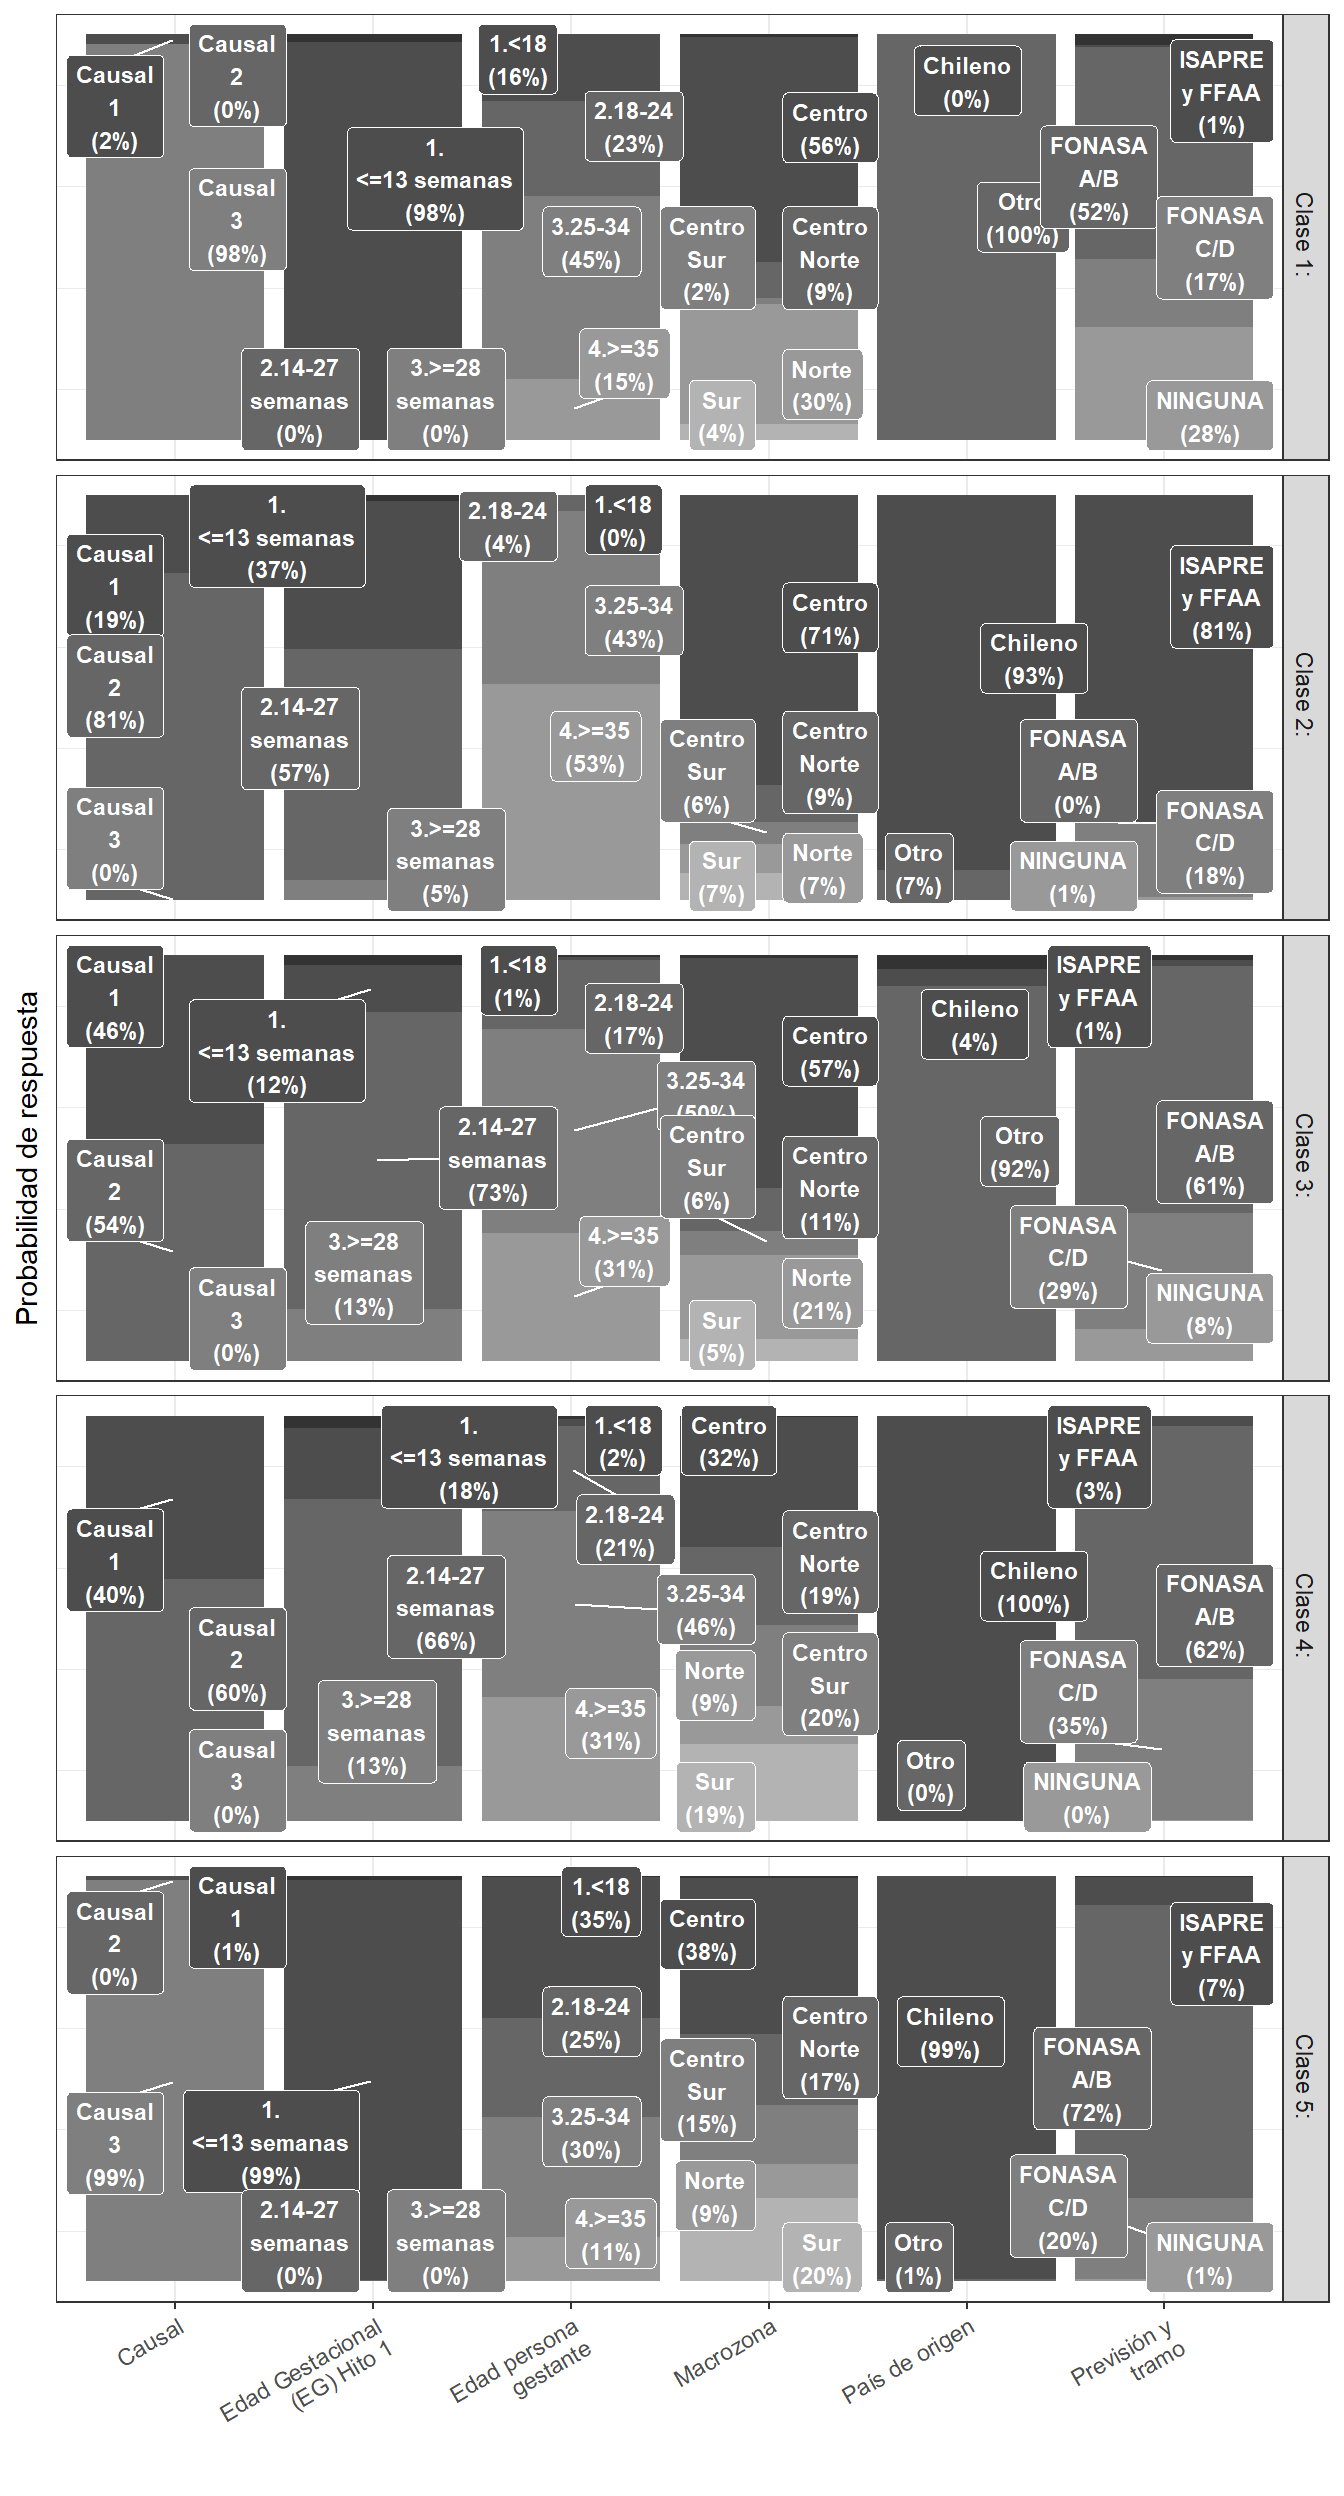 Probabilidad de respuesta
Causal
1
(2%)
Causal
2
(0%)
Causal
3
(98%)
1.
<=13 semanas
(98%)
2.14-27
semanas
(0%)
3.>=28
semanas
(0%)
1.<18
(16%)
2.18-24
(23%)
3.25-34
(45%)
4.>=35
(15%)
Centro
(56%)
Centro
Norte
(9%)
Centro
Sur
(2%)
Norte
(30%)
Sur
(4%)
Chileno
(0%)
Otro
(100%)
ISAPRE
y FFAA
(1%)
FONASA
A/B
(52%)
FONASA
C/D
(17%)
NINGUNA
(28%)
Clase 1:
Causal
1
(19%)
Causal
2
(81%)
Causal
3
(0%)
1.
<=13 semanas
(37%)
2.14-27
semanas
(57%)
3.>=28
semanas
(5%)
1.<18
(0%)
2.18-24
(4%)
3.25-34
(43%)
4.>=35
(53%)
Centro
(71%)
Centro
Norte
(9%)
Centro
Sur
(6%)
Norte
(7%)
Sur
(7%)
Chileno
(93%)
Otro
(7%)
ISAPRE
y FFAA
(81%)
FONASA
A/B
(0%)
FONASA
C/D
(18%)
NINGUNA
(1%)
Clase 2:
Causal
1
(46%)
Causal
2
(54%)
Causal
3
(0%)
1.
<=13 semanas
(12%)
2.14-27
semanas
(73%)
3.>=28
semanas
(13%)
1.<18
(1%)
2.18-24
(17%)
3.25-34
(50%)
4.>=35
(31%)
Centro
(57%)
Centro
Norte
(11%)
Centro
Sur
(6%)
Norte
(21%)
Sur
(5%)
Chileno
(4%)
Otro
(92%)
ISAPRE
y FFAA
(1%)
FONASA
A/B
(61%)
FONASA
C/D
(29%)
NINGUNA
(8%)
Clase 3:
Causal
1
(40%)
Causal
2
(60%)
Causal
3
(0%)
1.
<=13 semanas
(18%)
2.14-27
semanas
(66%)
3.>=28
semanas
(13%)
1.<18
(2%)
2.18-24
(21%)
3.25-34
(46%)
4.>=35
(31%)
Centro
(32%)
Centro
Norte
(19%)
Centro
Sur
(20%)
Norte
(9%)
Sur
(19%)
Chileno
(100%)
Otro
(0%)
ISAPRE
y FFAA
(3%)
FONASA
A/B
(62%)
FONASA
C/D
(35%)
NINGUNA
(0%)
Clase 4:
Causal
1
(1%)
Causal
2
(0%)
Causal
3
(99%)
1.
<=13 semanas
(99%)
2.14-27
semanas
(0%)
3.>=28
semanas
(0%)
1.<18
(35%)
2.18-24
(25%)
3.25-34
(30%)
4.>=35
(11%)
Centro
(38%)
Centro
Norte
(17%)
Centro
Sur
(15%)
Norte
(9%)
Sur
(20%)
Chileno
(99%)
Otro
(1%)
ISAPRE
y FFAA
(7%)
FONASA
A/B
(72%)
FONASA
C/D
(20%)
NINGUNA
(1%)
Clase 5:
Causal
Edad Gestacional
(EG) Hito 1
Edad persona
gestante
Macrozona
País de origen
Previsión y
tramo